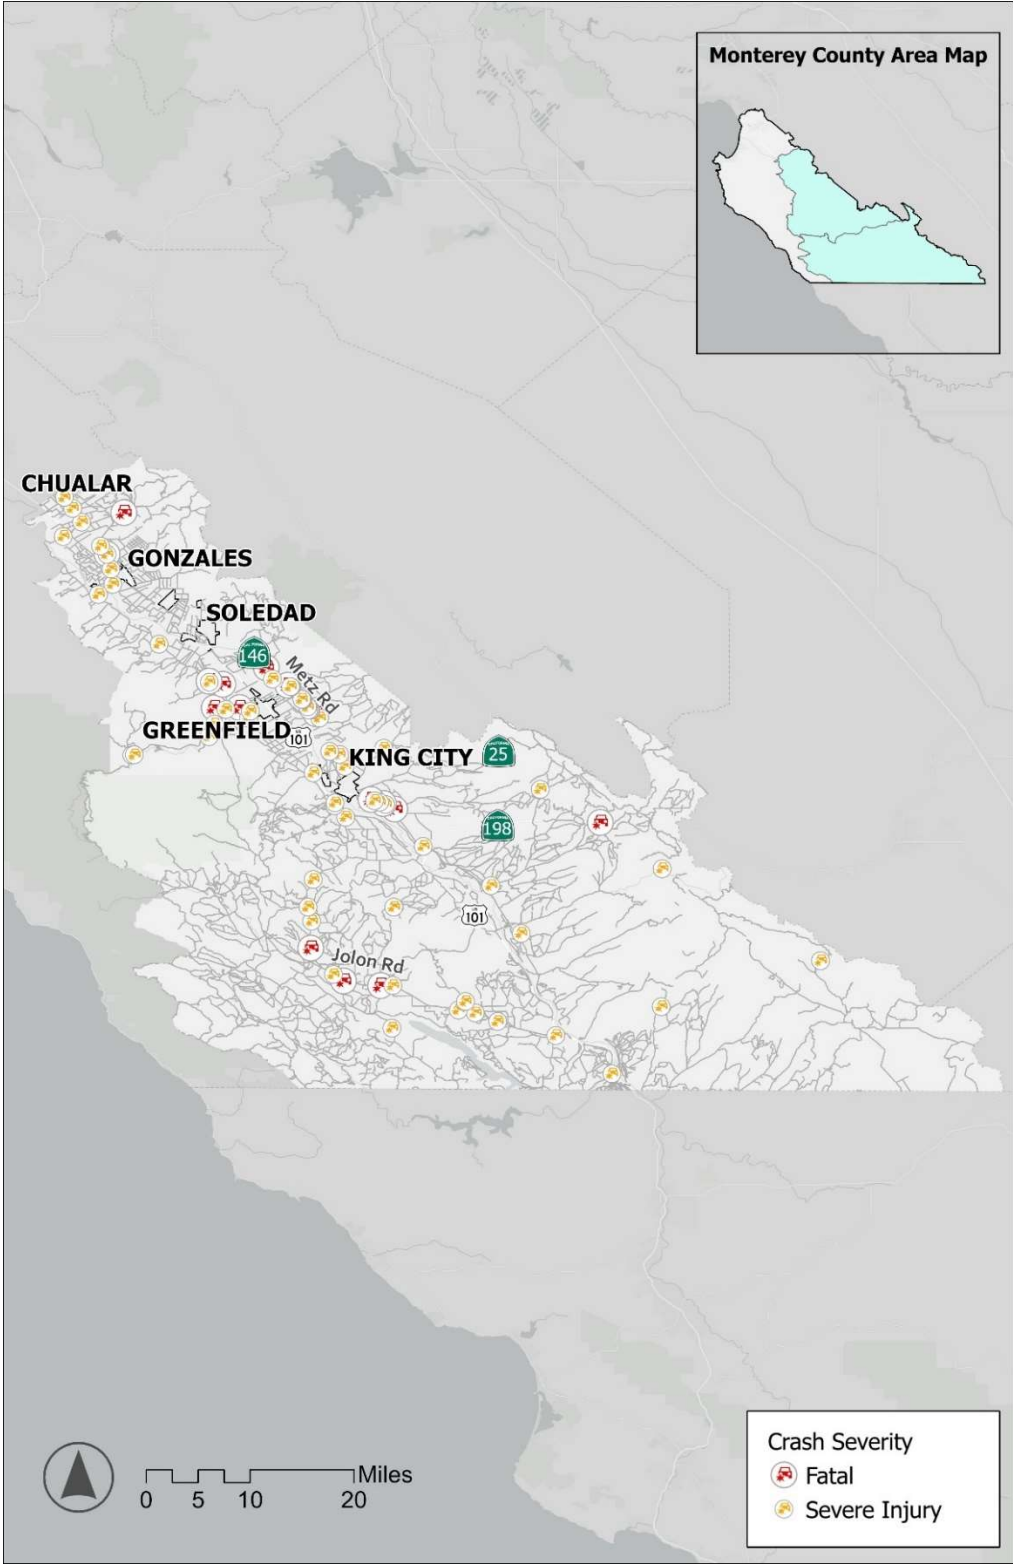 Monterey County Area Map
CHUALAR
GONZALES
SOLEDAD
146
Metz Rd
GREENFIELD
101
KING CITY
25
198
101
Jolon Rd
Miles
0 5 10 20
Crash Severity
Fatal
Severe Injury